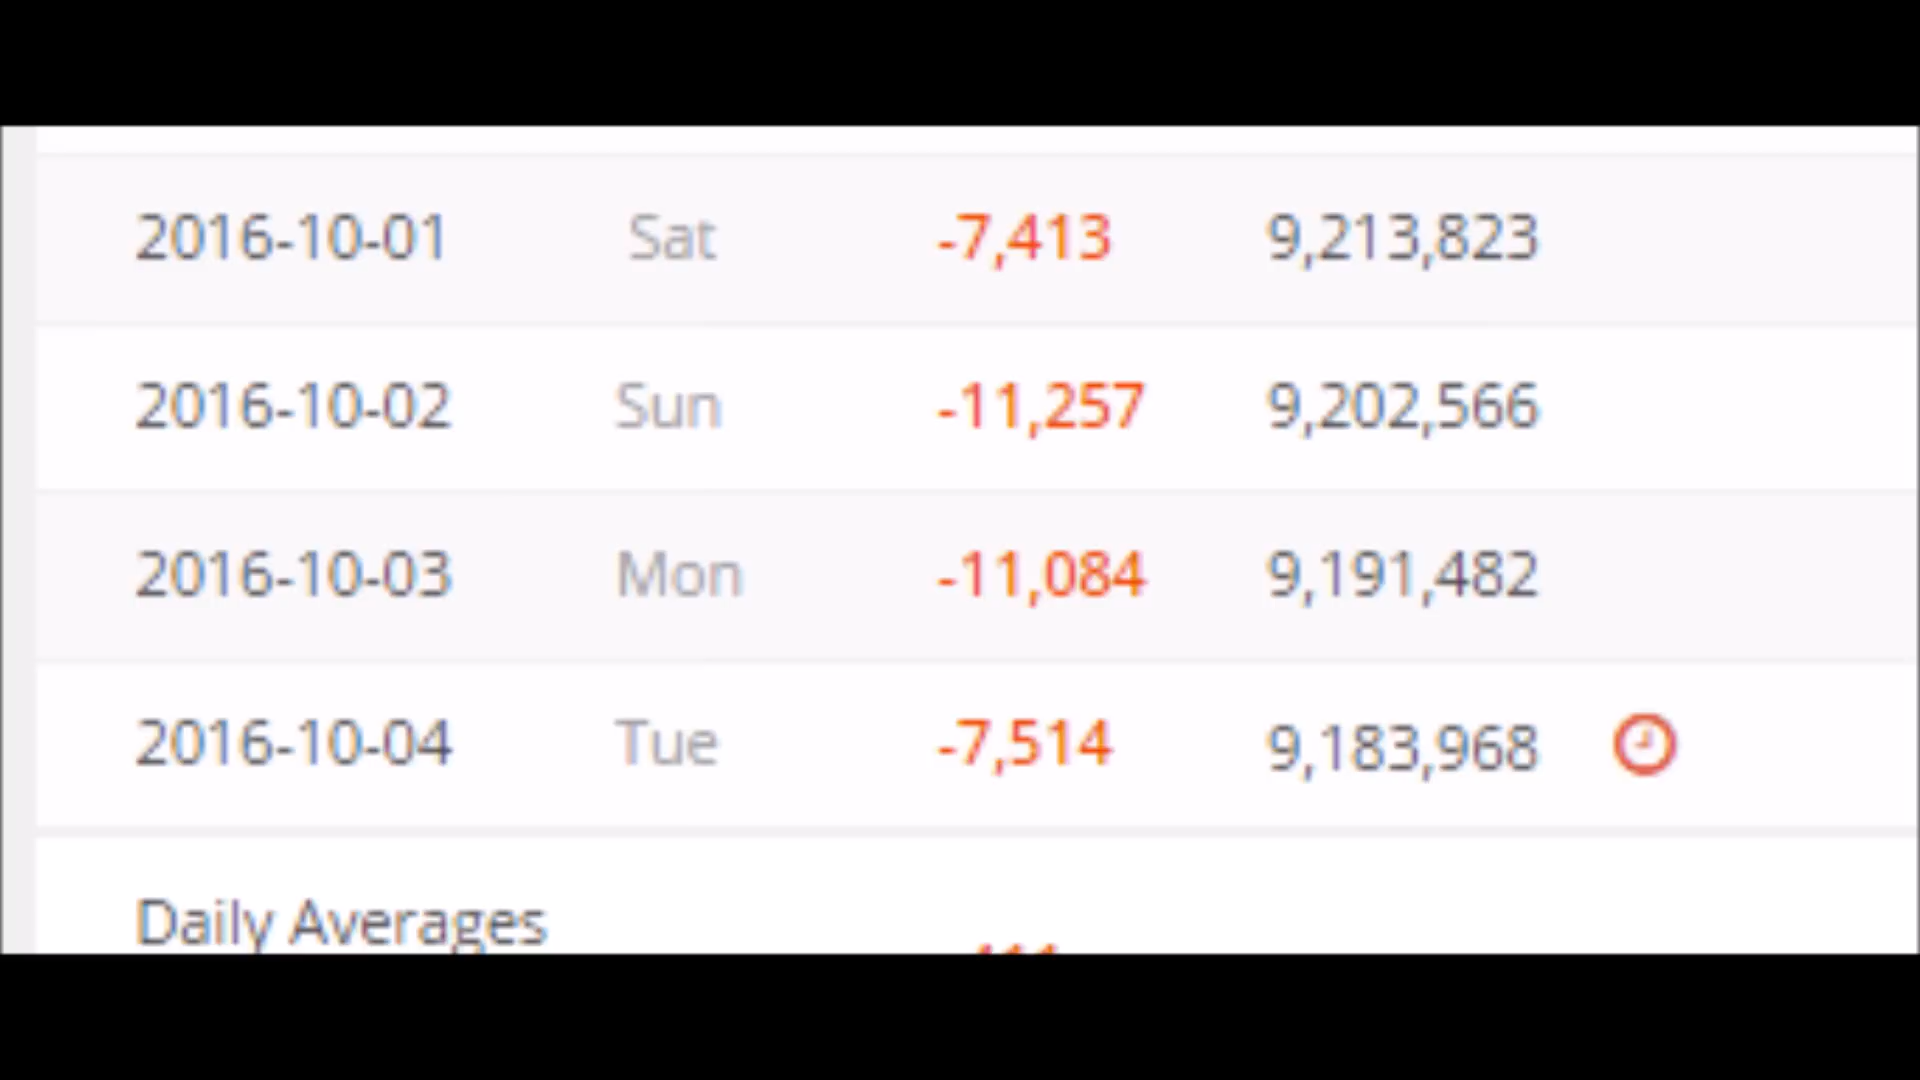 2016-10-01 Sat -7,413 9,213,823
2016-10-02 Sun -11,257 9,202,566
2016-10-03 Mon -11,084 9,191,482
2016-10-04 Tue -7,514 9,183,968
Daily Averages